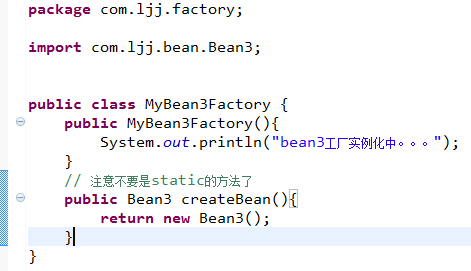 package com.ljj.factory;
import com.ljj.bean.Bean3;
public class MyBean3Factory {
public MyBean3Factory(){
System.out.println("bean3工厂实例化中。。。");
}
// 注意不要是static的方法了
public Bean3 createBean(){
return new Bean3();
}
}